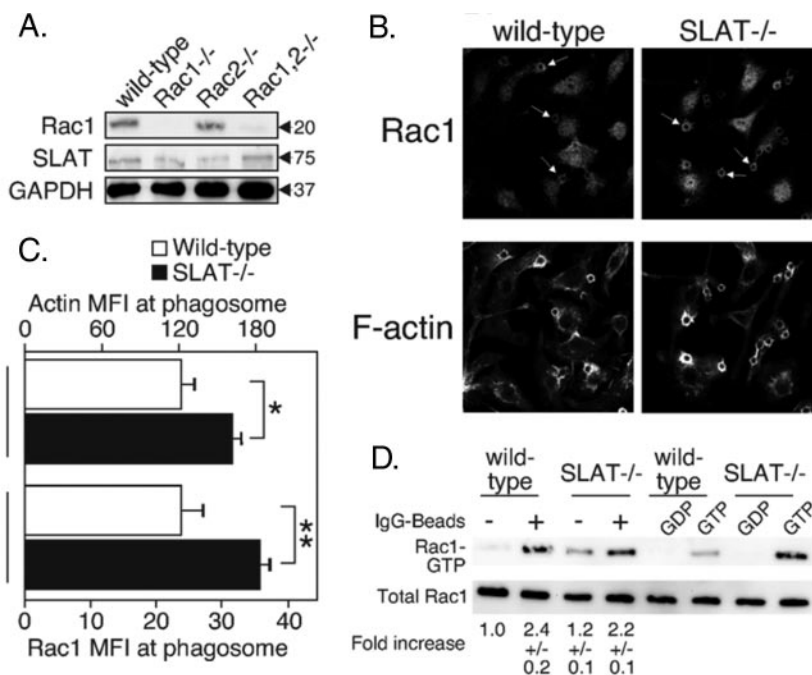 A.
wild-type
Rac1-/-
Rac2-/-
Rac1,2-/-
Rac1
20
SLAT
75
GAPDH
37
B.
wild-type
SLAT-/-
Rac1
F-actin
C.
Wild-type
SLAT-/-
Actin MFI at phagosome
0 60 120 180
*
**
0 10 20 30 40
Rac1 MFI at phagosome
D.
wild-
type
SLAT-/-
wild-
type
SLAT-/-
IgG-Beads - + - + GDP GTP GDP GTP
Rac1-
GTP
Total Rac1
1.0 2.4 1.2 2.2
Fold increase +/- +/- +/-
0.2 0.1 0.1